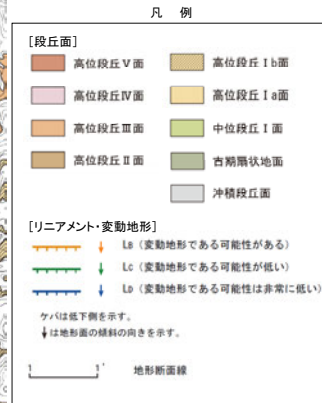 凡 例
[段丘面]
高位段丘Ⅴ面
高位段丘Ⅳ面
高位段丘Ⅲ面
高位段丘Ⅱ面
高位段丘Ⅰb面
高位段丘Ⅰa面
中位段丘Ⅰ面
古期扇状地面
沖積段丘面
[リニアメント・変動地形]
LB (変動地形である可能性がある)
LC (変動地形である可能性が低い)
LD (変動地形である可能性は非常に低い)
ケバは低下側を示す。
↓は地形面の傾斜の向きを示す。
1 1' 地形断面線